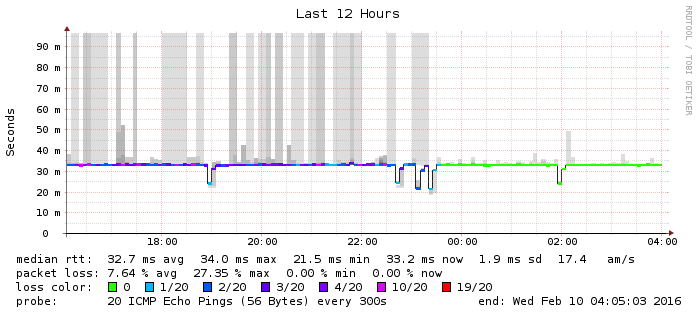 Last 12 Hours
RRDTOOL / TOBI OETIKER
Seconds
90 m
80 m
70 m
60 m
50 m
40 m
30 m
20 m
10 m
0
18:00 20:00 22:00 00:00 02:00 04:00
median rtt: 32.7 ms avg 34.0 ms max 21.5 ms min 33.2 ms now 1.9 ms sd 17.4 am/s
packet loss: 7.64 % avg 27.35 % max 0.00 % min 0.00 % now
loss color: 0 1/20 2/20 3/20 4/20 10/20 19/20
probe: 20 ICMP Echo Pings (56 Bytes) every 300s end: Wed Feb 10 04:05:03 2016